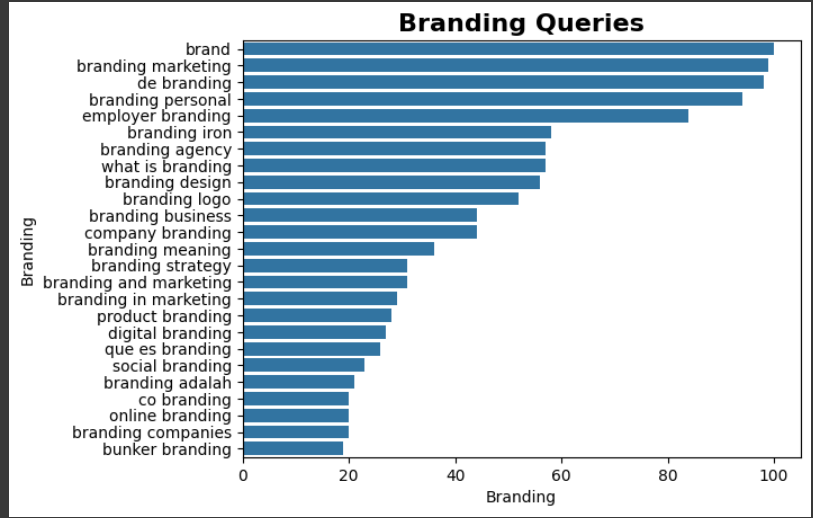 Branding Queries
brand
branding marketing
de branding
branding personal
employer branding
branding iron
branding agency
what is branding
branding design
branding logo
branding business
company branding
branding meaning
branding strategy
branding and marketing
branding in marketing
product branding
digital branding
que es branding
social branding
branding adalah
co branding
online branding
branding companies
bunker branding
Branding
0 20 40 60 80 100
Branding